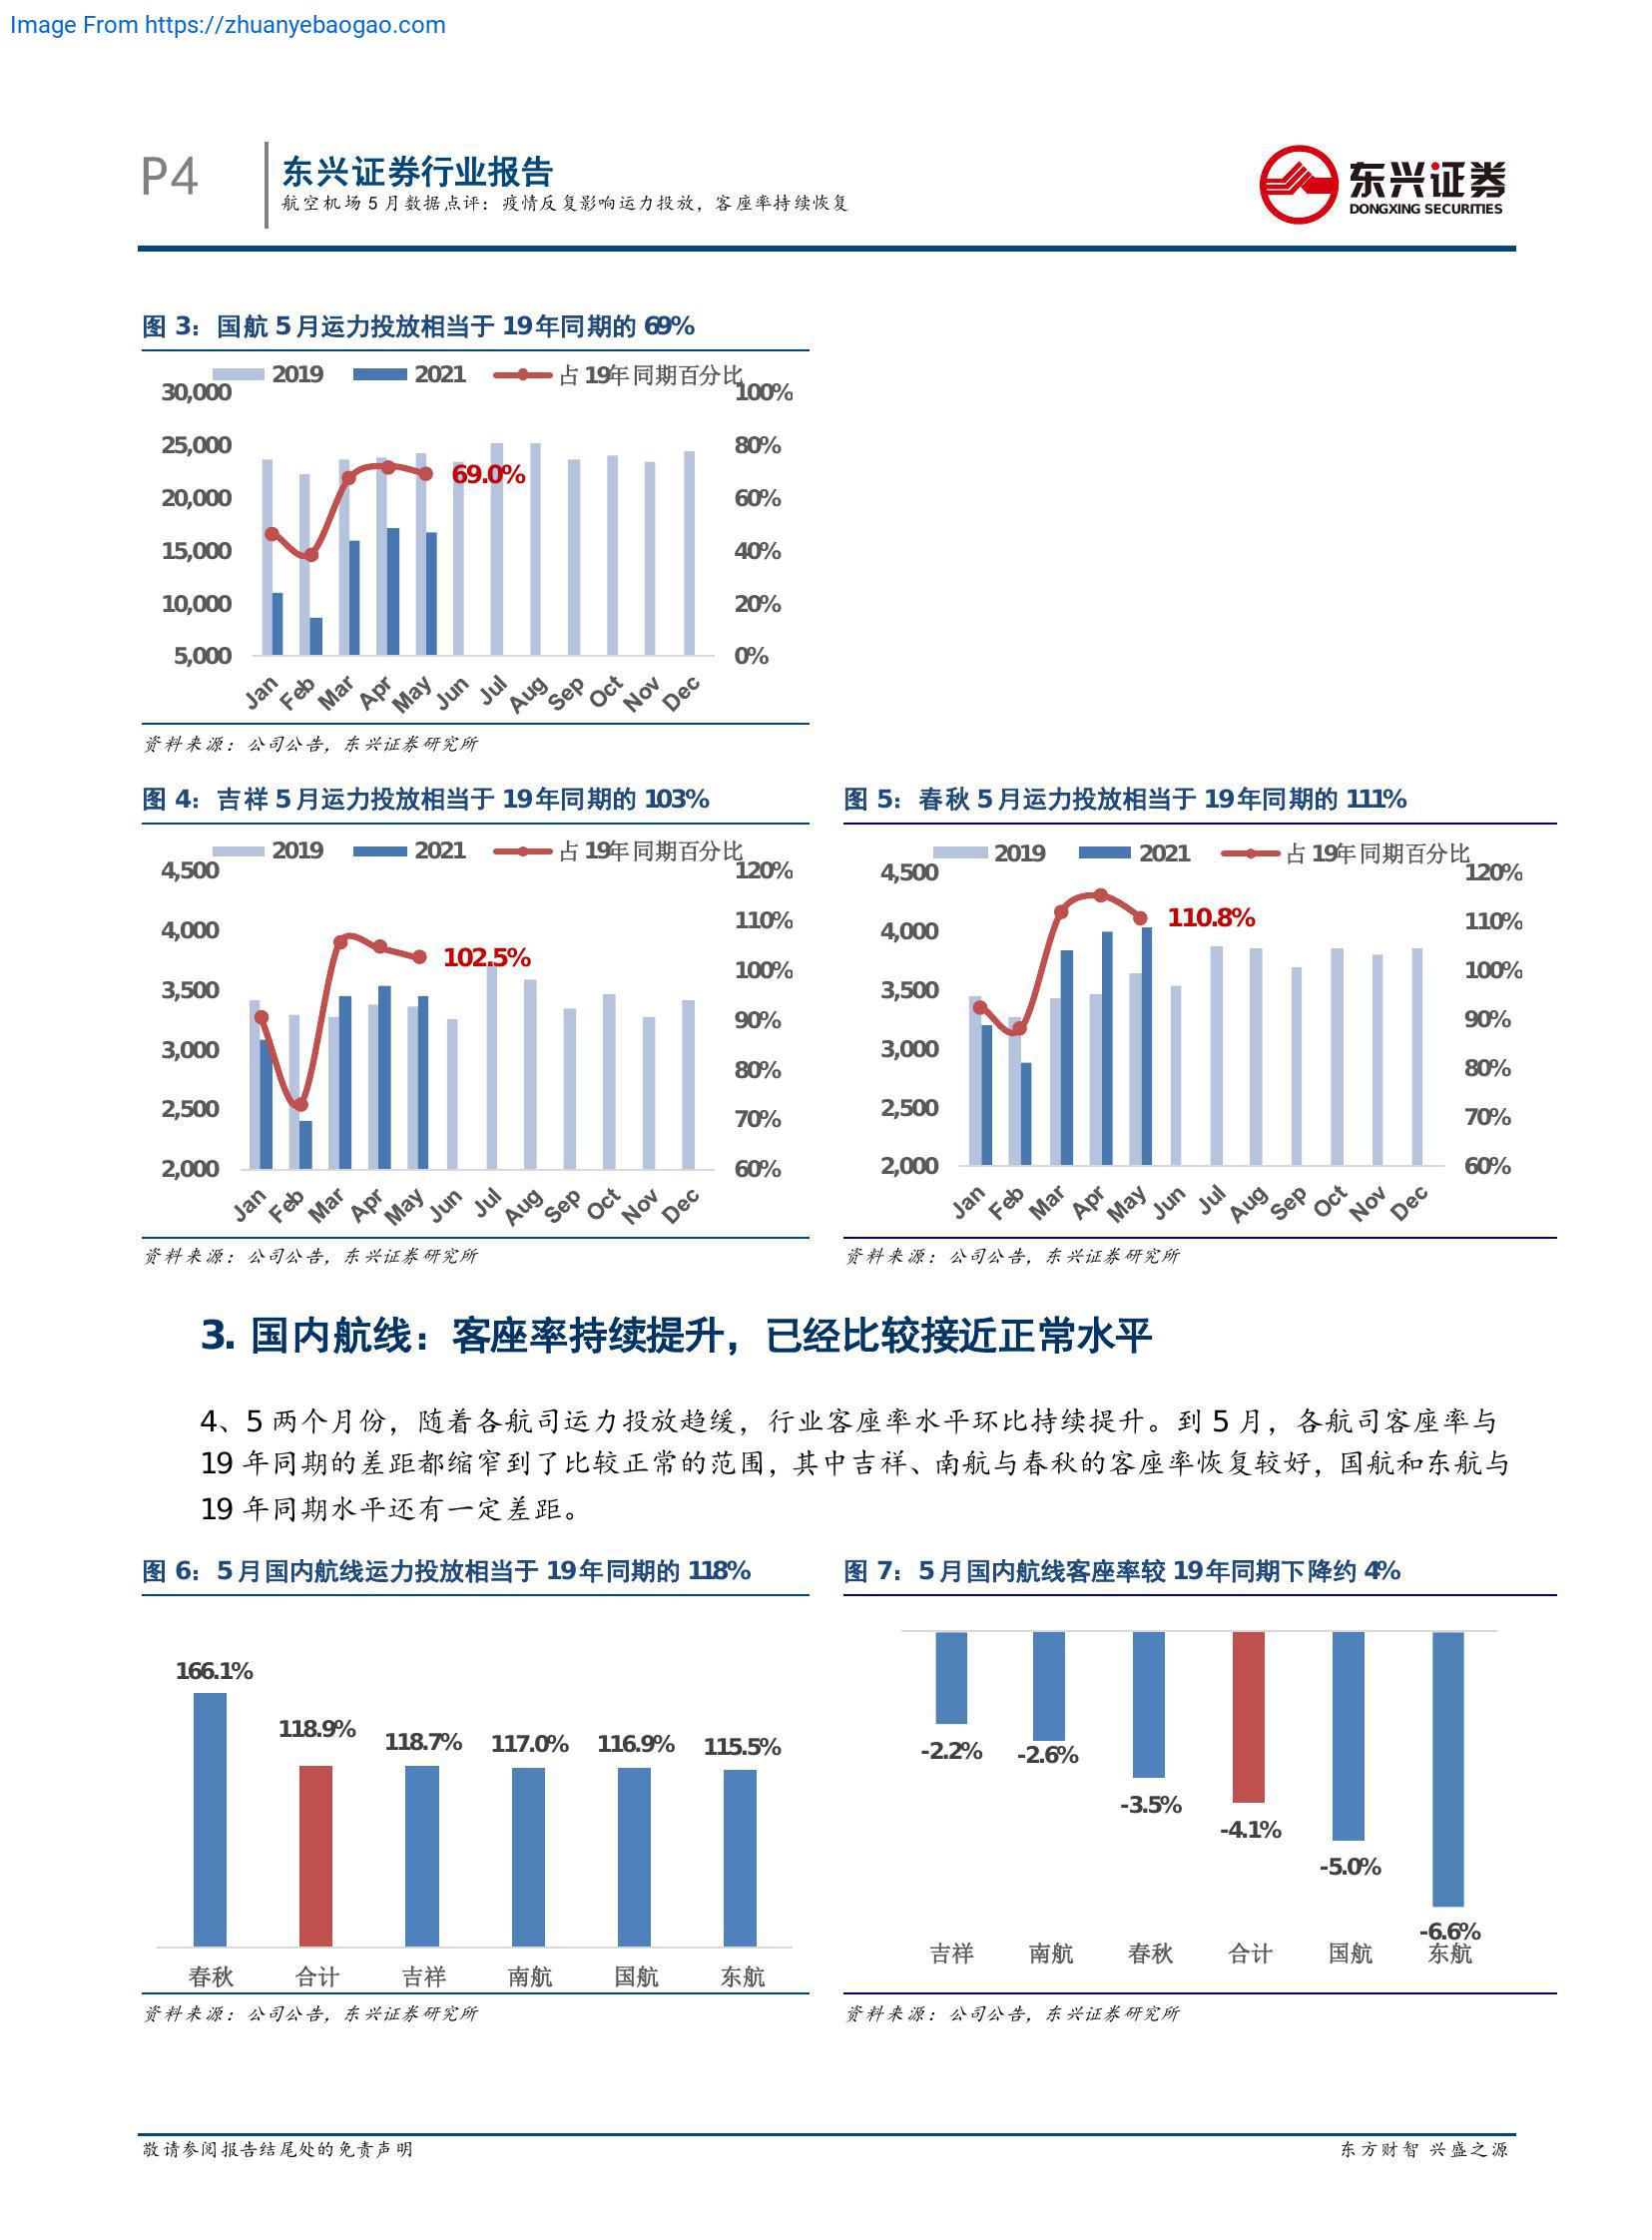 Image From https://zhuanyebaogao.com
P4
东兴证券行业报告
航空机场 5 月数据点评：疫情反复影响运力投放，客座率持续恢复
东兴证券
DONGXING SECURITIES
图 3：国航 5 月运力投放相当于 19 年同期的 69%
2019 2021 占 19年同期百分比
30,000 100%
25,000 80%
69.0%
20,000 60%
15,000 40%
10,000 20%
5,000 0%
Jan Feb Mar Apr May Jun Jul Aug Sep Oct Nov Dec
资料来源：公司公告，东兴证券研究所
图 4：吉祥 5 月运力投放相当于 19 年同期的 103%
2019 2021 占 19年同期百分比
4,500 120%
110%
4,000
102.5%
100%
3,500
90%
3,000
80%
2,500
70%
2,000 60%
Jan Feb Mar Apr May Jun Jul Aug Sep Oct Nov Dec
资料来源：公司公告，东兴证券研究所
图 5：春秋 5 月运力投放相当于 19 年同期的 111%
2019 2021 占 19年同期百分比
4,500 120%
110.8%
110%
4,000
100%
3,500
90%
3,000
80%
2,500
70%
2,000 60%
Jan Feb Mar Apr May Jun Jul Aug Sep Oct Nov Dec
资料来源：公司公告，东兴证券研究所
3. 国内航线：客座率持续提升，已经比较接近正常水平
4、5 两个月份，随着各航司运力投放趋缓，行业客座率水平环比持续提升。到 5 月，各航司客座率与
19 年同期的差距都缩窄到了比较正常的范围，其中吉祥、南航与春秋的客座率恢复较好，国航和东航与
19 年同期水平还有一定差距。
图 6：5 月国内航线运力投放相当于 19 年同期的 118%
166.1%
118.9% 118.7% 117.0% 116.9% 115.5%
春秋 合计 吉祥 南航 国航 东航
资料来源：公司公告，东兴证券研究所
图 7：5 月国内航线客座率较 19 年同期下降约 4%
-2.2% -2.6% -3.5% -4.1% -5.0% -6.6%
吉祥 南航 春秋 合计 国航 东航
资料来源：公司公告，东兴证券研究所
敬请参阅报告结尾处的免责声明
东方财智 兴盛之源